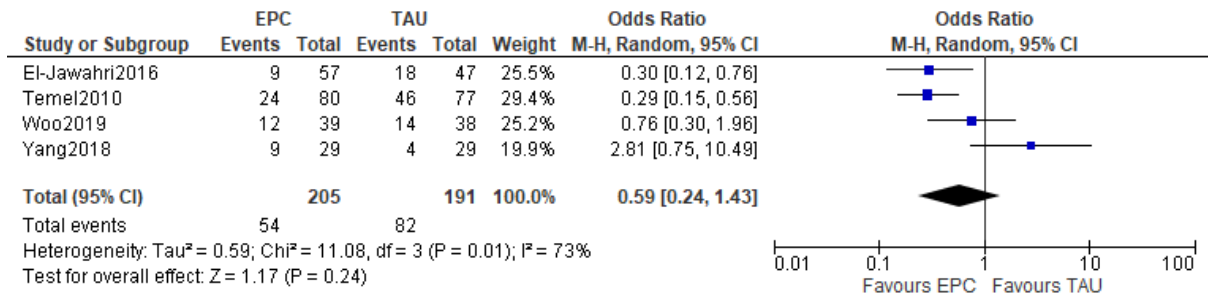 EPC TAU Odds Ratio Odds Ratio
Study or Subgroup Events Total Events Total Weight M-H, Random, 95% CI M-H, Random, 95% CI
El-Jawahri2016 9 57 18 47 25.5% 0.30 [0.12, 0.76]
Temel2010 24 80 46 77 29.4% 0.29 [0.15, 0.56]
Woo2019 12 39 14 38 25.2% 0.76 [0.30, 1.96]
Yang2018 9 29 4 29 19.9% 2.81 [0.75, 10.49]
Total (95% CI) 205 191 100.0% 0.59 [0.24, 1.43]
Total events 54 82
Heterogeneity: Tau² = 0.59; Chi² = 11.08, df = 3 (P = 0.01); I² = 73%
Test for overall effect: Z = 1.17 (P = 0.24)
0.01 0.1 1 10 100
Favours EPC Favours TAU